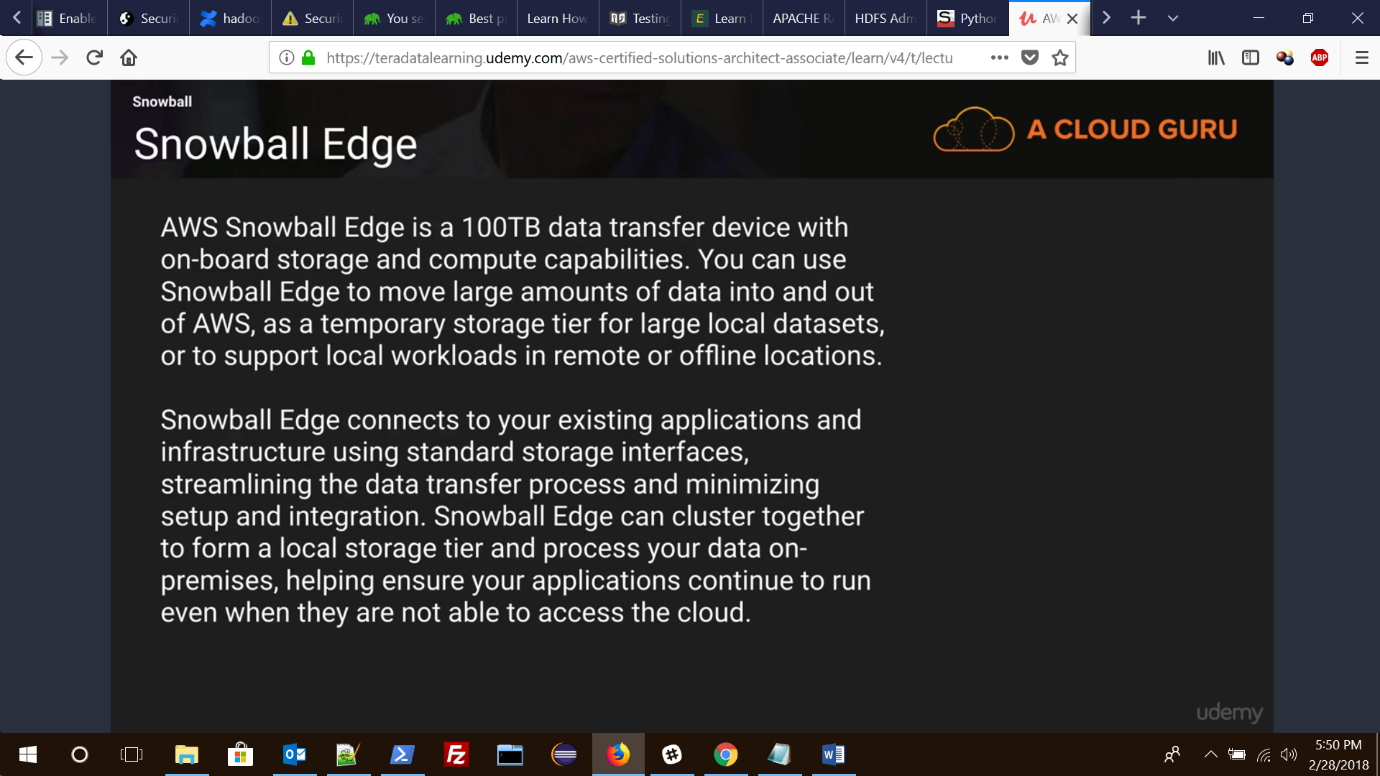 Enable
Securi
hadoo
Securi
You se
Best p
Learn How
Testing
Learn
APACHE R
HDFS Adm
Python
AW
https://teradatalearning.udemy.com/aws-certified-solutions-architect-associate/learn/v4/t/lectu
ABP
Snowball
Snowball Edge
A CLOUD GURU
AWS Snowball Edge is a 100TB data transfer device with
on-board storage and compute capabilities. You can use
Snowball Edge to move large amounts of data into and out
of AWS, as a temporary storage tier for large local datasets,
or to support local workloads in remote or offline locations.
Snowball Edge connects to your existing applications and
infrastructure using standard storage interfaces,
streamlining the data transfer process and minimizing
setup and integration. Snowball Edge can cluster together
to form a local storage tier and process your data on-
premises, helping ensure your applications continue to run
even when they are not able to access the cloud.
udemy
5:50 PM
2/28/2018